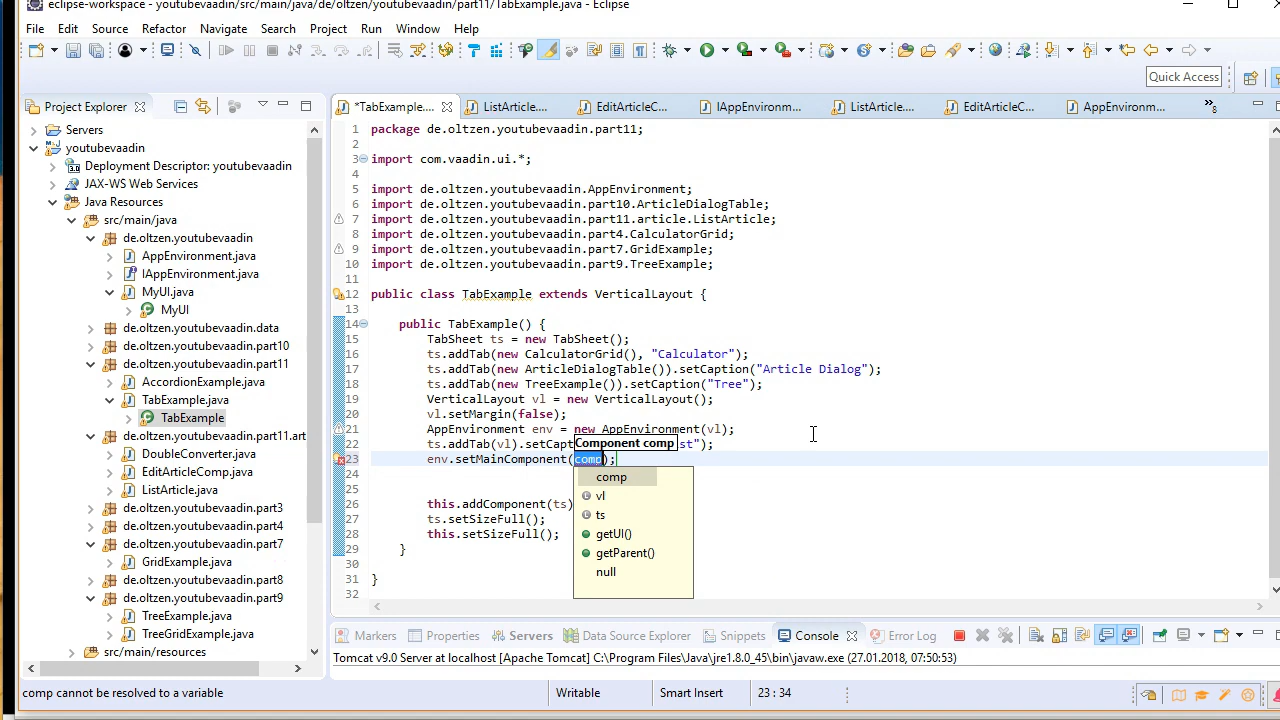 eclipse-workspace - youtubevaadin/src/main/java/de/oltzen/youtubevaadin/part11/TabExample.java - Eclipse
File Edit Source Refactor Navigate Search Project Run Window Help
Quick Access
Project Explorer
*TabExample.... ListArticle.... EditArticleC... IAppEnvironm... ListArticle.... EditArticleC... AppEnvironm...
Servers
youtubevaadin
Deployment Descriptor: youtubevaadin
JAX-WS Web Services
Java Resources
src/main/java
de.oltzen.youtubevaadin
AppEnvironment.java
IAppEnvironment.java
MyUI.java
MyUI
de.oltzen.youtubevaadin.data
de.oltzen.youtubevaadin.part10
de.oltzen.youtubevaadin.part11
AccordionExample.java
TabExample.java
TabExample
de.oltzen.youtubevaadin.part11.art
DoubleConverter.java
EditArticleComp.java
ListArticle.java
de.oltzen.youtubevaadin.part3
de.oltzen.youtubevaadin.part4
de.oltzen.youtubevaadin.part7
GridExample.java
de.oltzen.youtubevaadin.part8
de.oltzen.youtubevaadin.part9
TreeExample.java
TreeGridExample.java
src/main/resources
1 package de.oltzen.youtubevaadin.part11;
2
3 import com.vaadin.ui.*;
4
5 import de.oltzen.youtubevaadin.AppEnvironment;
6 import de.oltzen.youtubevaadin.part10.ArticleDialogTable;
7 import de.oltzen.youtubevaadin.part11.article.ListArticle;
8 import de.oltzen.youtubevaadin.part4.CalculatorGrid;
9 import de.oltzen.youtubevaadin.part7.GridExample;
10 import de.oltzen.youtubevaadin.part9.TreeExample;
11
12 public class TabExample extends VerticalLayout {
13
14 public TabExample() {
15 TabSheet ts = new TabSheet();
16 ts.addTab(new CalculatorGrid(), "Calculator");
17 ts.addTab(new ArticleDialogTable()).setCaption("Article Dialog");
18 ts.addTab(new TreeExample()).setCaption("Tree");
19 VerticalLayout vl = new VerticalLayout();
20 vl.setMargin(false);
21 AppEnvironment env = new AppEnvironment(vl);
22 ts.addTab(vl).setCapt st");
Component comp
23 env.setMainComponent(comp);
24
26 this.addComponent(ts)
27 ts.setSizeFull();
28 this.setSizeFull();
29 }
30
31 }
32
comp
vl
ts
getUI()
getParent()
null
Markers Properties Servers Data Source Explorer Snippets Console Error Log
Tomcat v9.0 Server at localhost [Apache Tomcat] C:\Program Files\Java\jre1.8.0_45\bin\javaw.exe (27.01.2018, 07:50:53)
comp cannot be resolved to a variable Writable Smart Insert 23 : 34